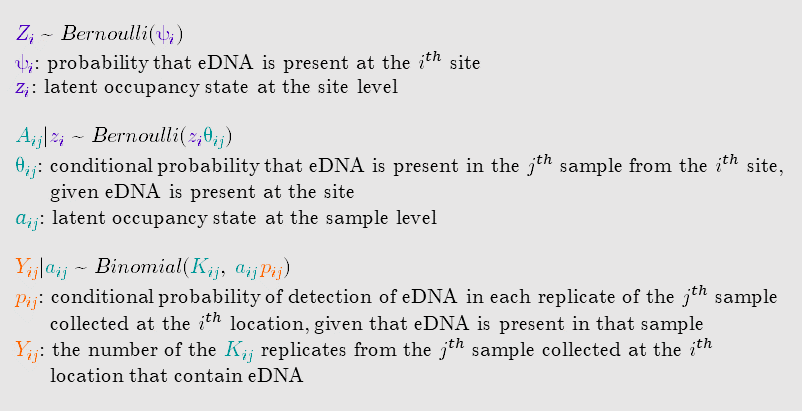 Zᵢ ~ Bernoulli(ψᵢ)
ψᵢ: probability that eDNA is present at the iᵗʰ site
zᵢ: latent occupancy state at the site level
Aᵢⱼ|zᵢ ~ Bernoulli(zᵢθᵢⱼ)
θᵢⱼ: conditional probability that eDNA is present in the jᵗʰ sample from the iᵗʰ site,
given eDNA is present at the site
aᵢⱼ: latent occupancy state at the sample level
Yᵢⱼ|aᵢⱼ ~ Binomial(Kᵢⱼ, aᵢⱼpᵢⱼ)
pᵢⱼ: conditional probability of detection of eDNA in each replicate of the jᵗʰ sample
collected at the iᵗʰ location, given that eDNA is present in that sample
Yᵢⱼ: the number of the Kᵢⱼ replicates from the jᵗʰ sample collected at the iᵗʰ
location that contain eDNA